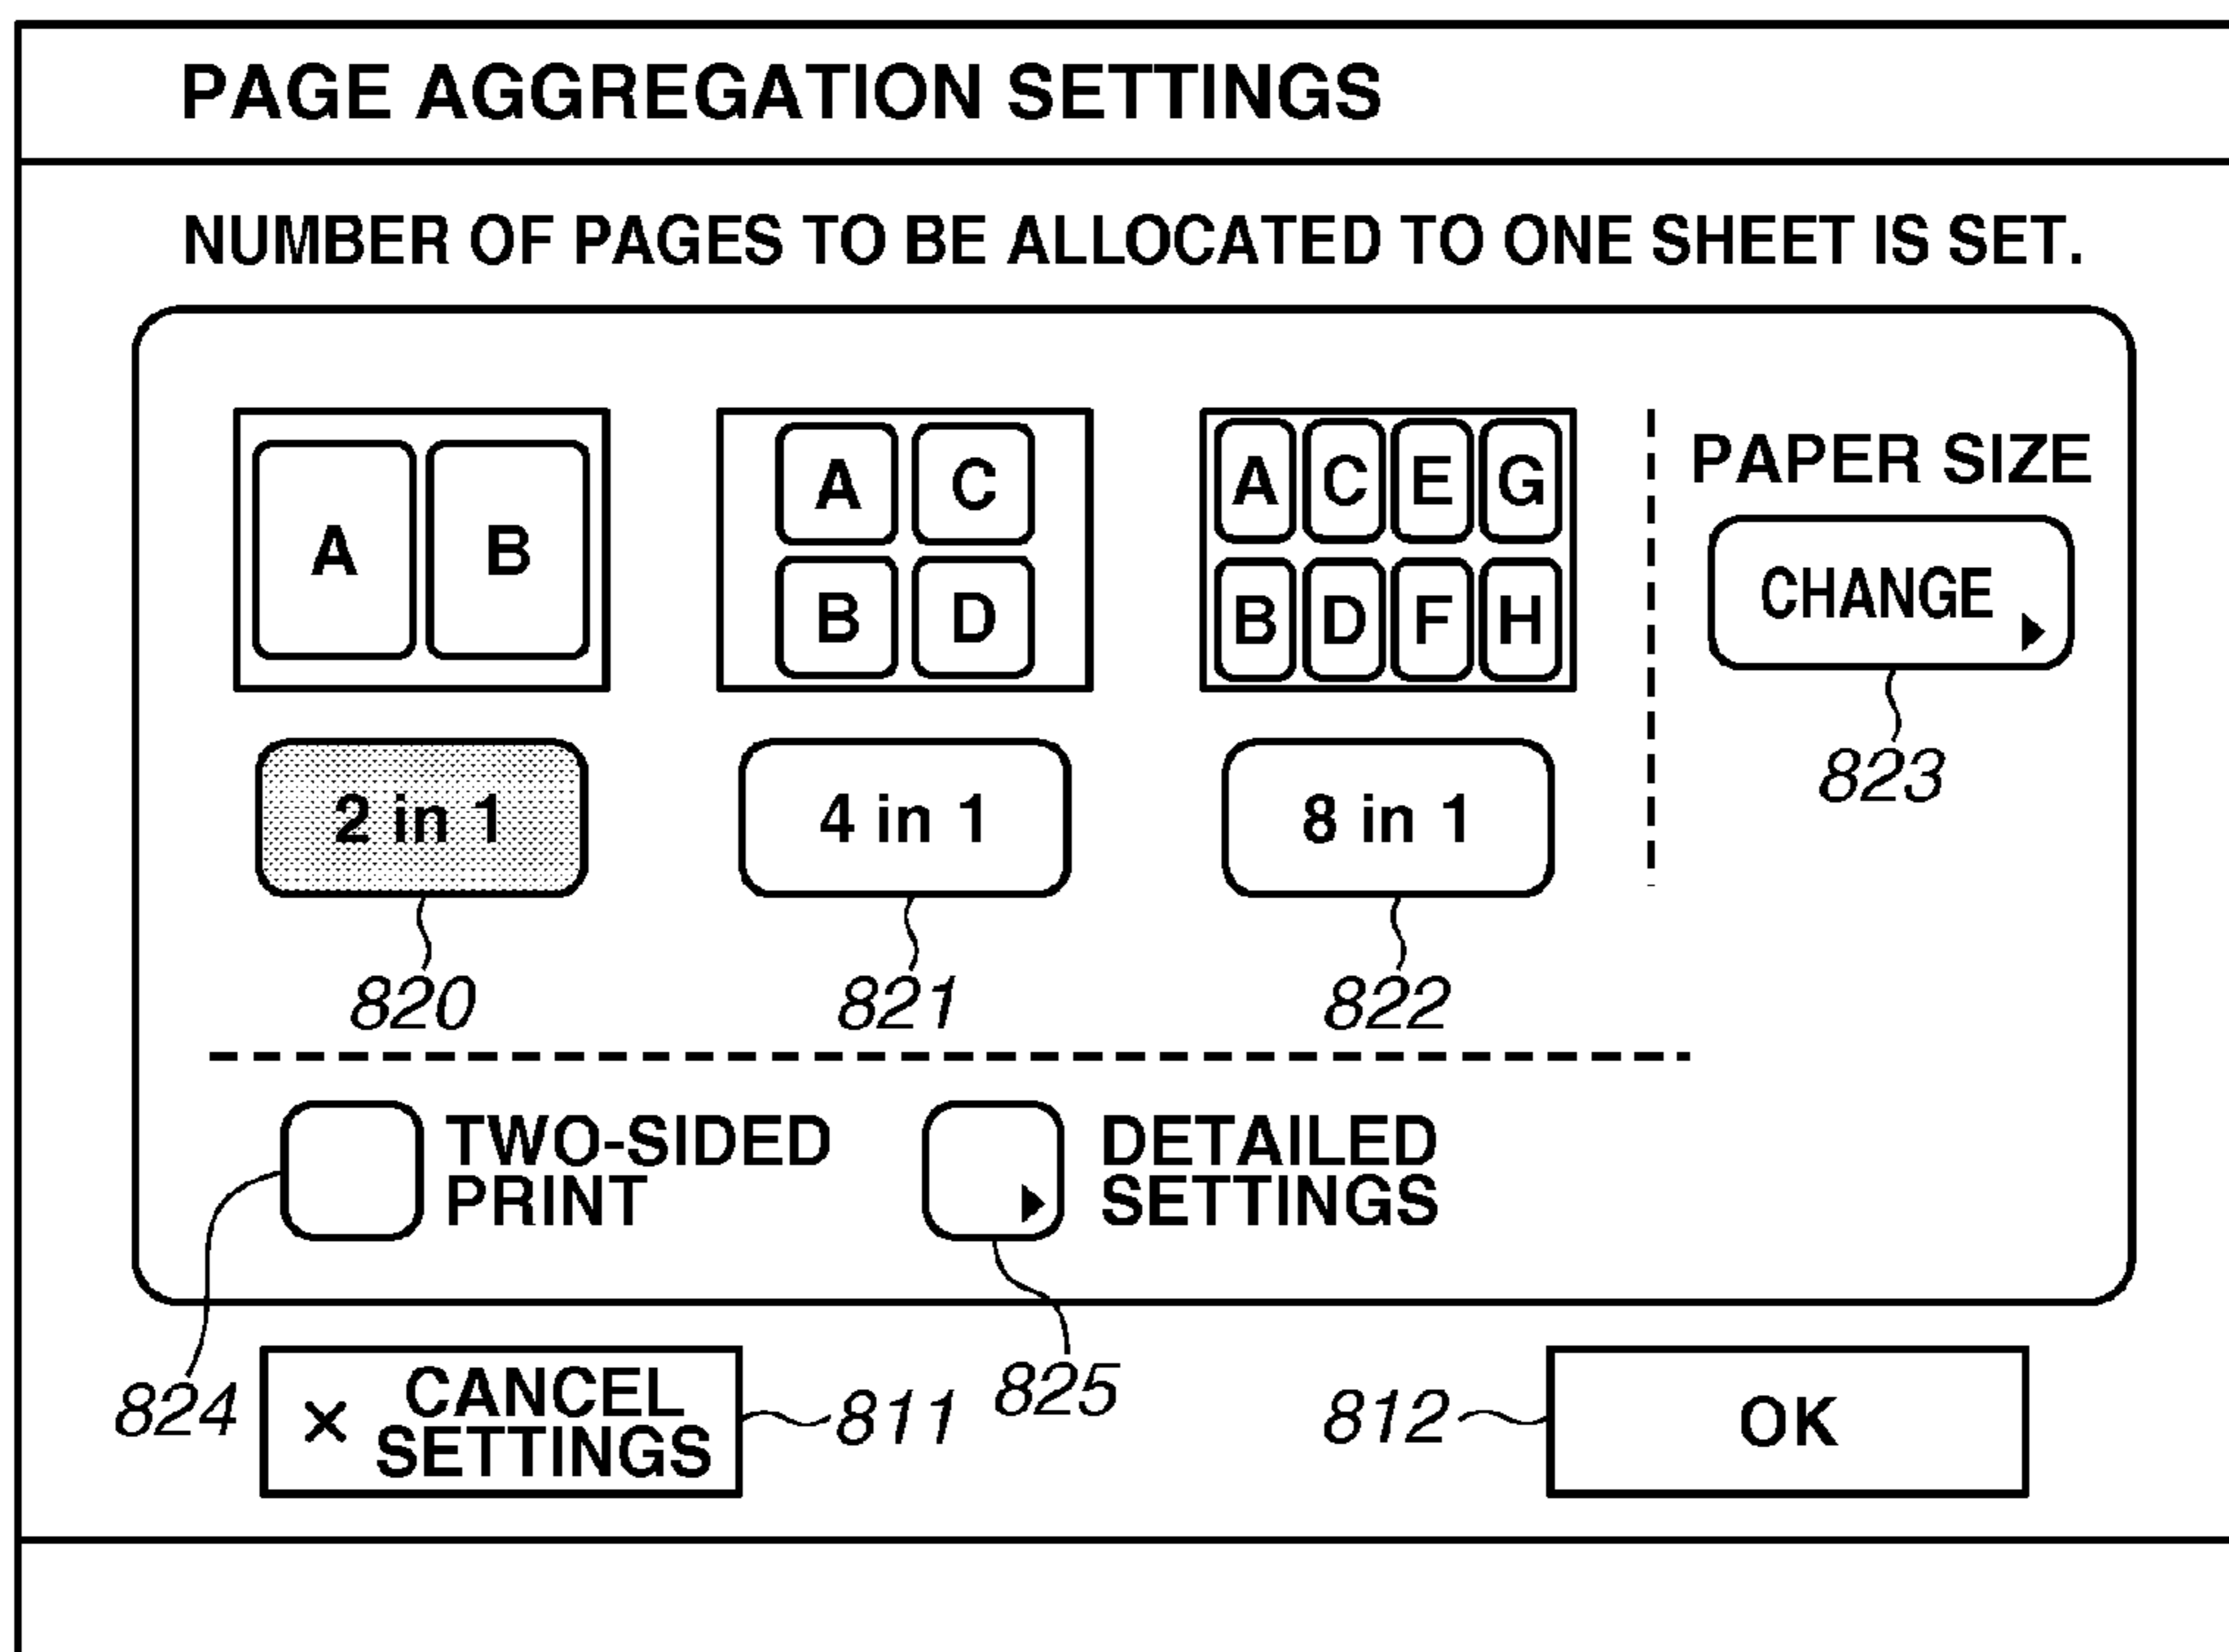 PAGE AGGREGATION SETTINGS
NUMBER OF PAGES TO BE ALLOCATED TO ONE SHEET IS SET.
A B
A C
B D
A C E G
B D F H
PAPER SIZE
CHANGE
823
2 in 1
4 in 1
8 in 1
820
821
822
TWO-SIDED
PRINT
DETAILED
SETTINGS
824
× CANCEL
SETTINGS
811
825
812
OK